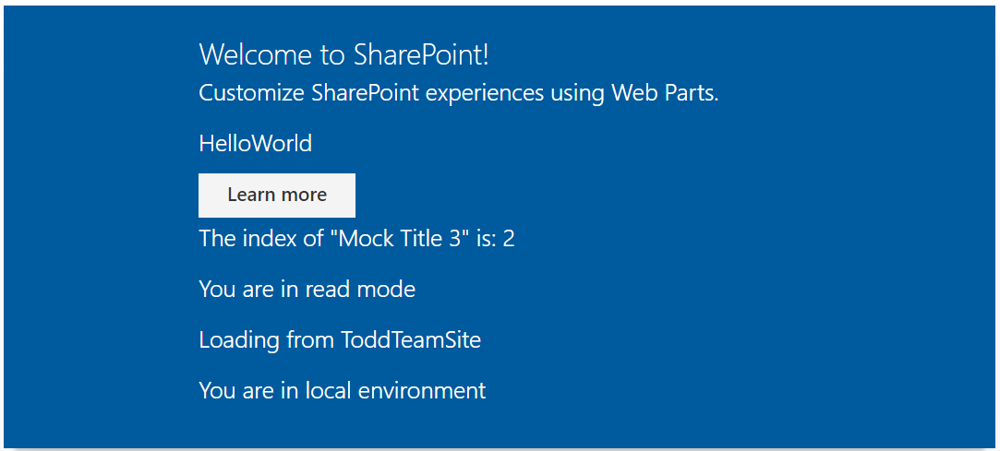 Welcome to SharePoint!
Customize SharePoint experiences using Web Parts.
HelloWorld
Learn more
The index of "Mock Title 3" is: 2
You are in read mode
Loading from ToddTeamSite
You are in local environment